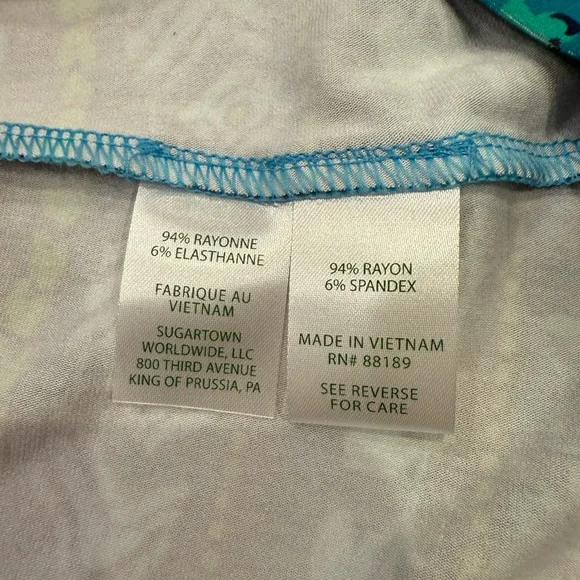 94% RAYONNE
6% ELASTHANNE
FABRIQUE AU
VIETNAM
SUGARTOWN
WORLDWIDE, LLC
800 THIRD AVENUE
KING OF PRUSSIA, PA
94% RAYON
6% SPANDEX
MADE IN VIETNAM
RN# 88189
SEE REVERSE
FOR CARE